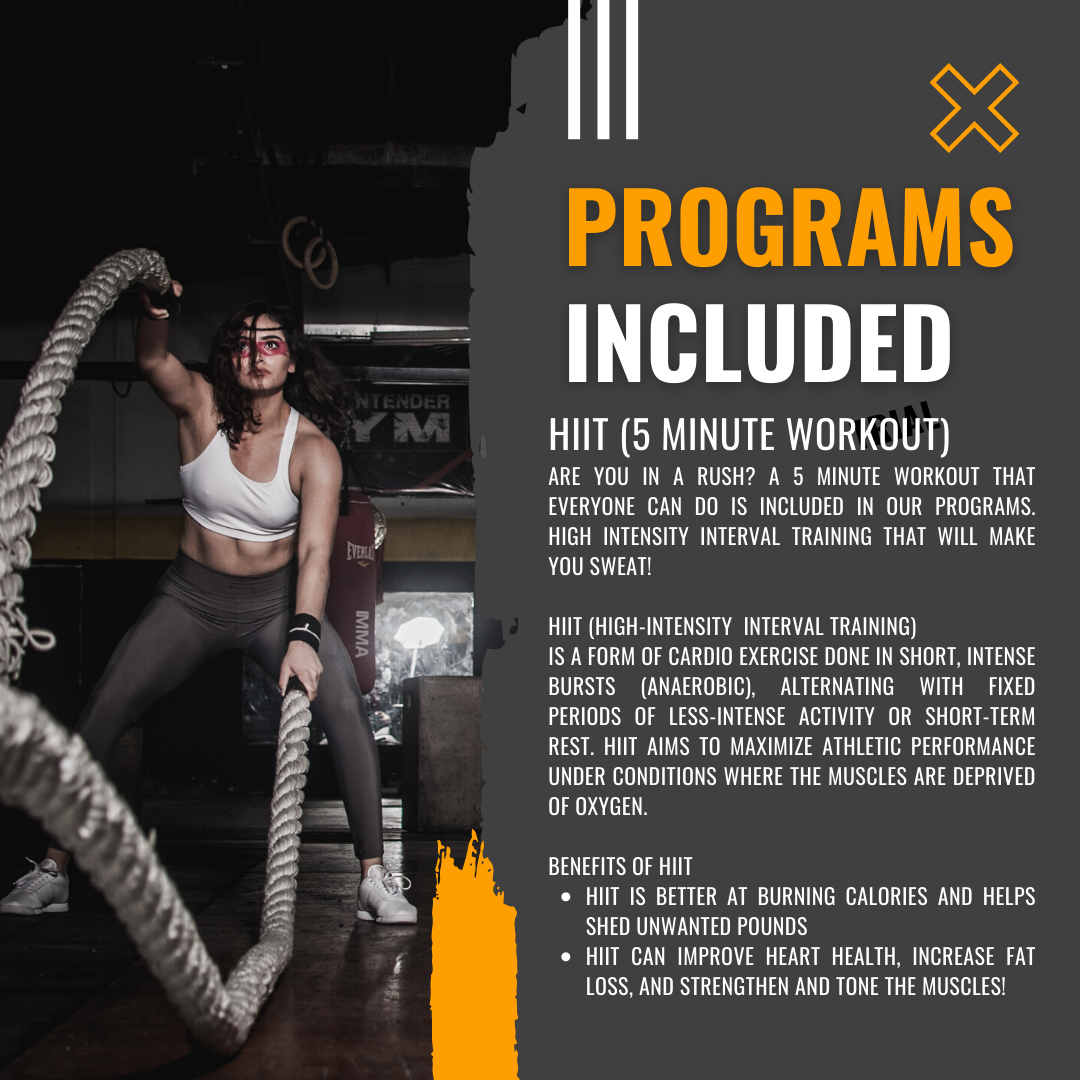 PROGRAMS
INCLUDED
TRIAL
HIIT (5 MINUTE WORKOUT)
ARE YOU IN A RUSH? A 5 MINUTE WORKOUT THAT
EVERYONE CAN DO IS INCLUDED IN OUR PROGRAMS.
HIGH INTENSITY INTERVAL TRAINING THAT WILL MAKE
YOU SWEAT!
HIIT (HIGH-INTENSITY INTERVAL TRAINING)
IS A FORM OF CARDIO EXERCISE DONE IN SHORT, INTENSE
BURSTS (ANAEROBIC), ALTERNATING WITH FIXED
PERIODS OF LESS-INTENSE ACTIVITY OR SHORT-TERM
REST. HIIT AIMS TO MAXIMIZE ATHLETIC PERFORMANCE
UNDER CONDITIONS WHERE THE MUSCLES ARE DEPRIVED
OF OXYGEN.
BENEFITS OF HIIT
• HIIT IS BETTER AT BURNING CALORIES AND HELPS
SHED UNWANTED POUNDS
• HIIT CAN IMPROVE HEART HEALTH, INCREASE FAT
LOSS, AND STRENGTHEN AND TONE THE MUSCLES!
NTENDER
YM
EVERLAS
MMA